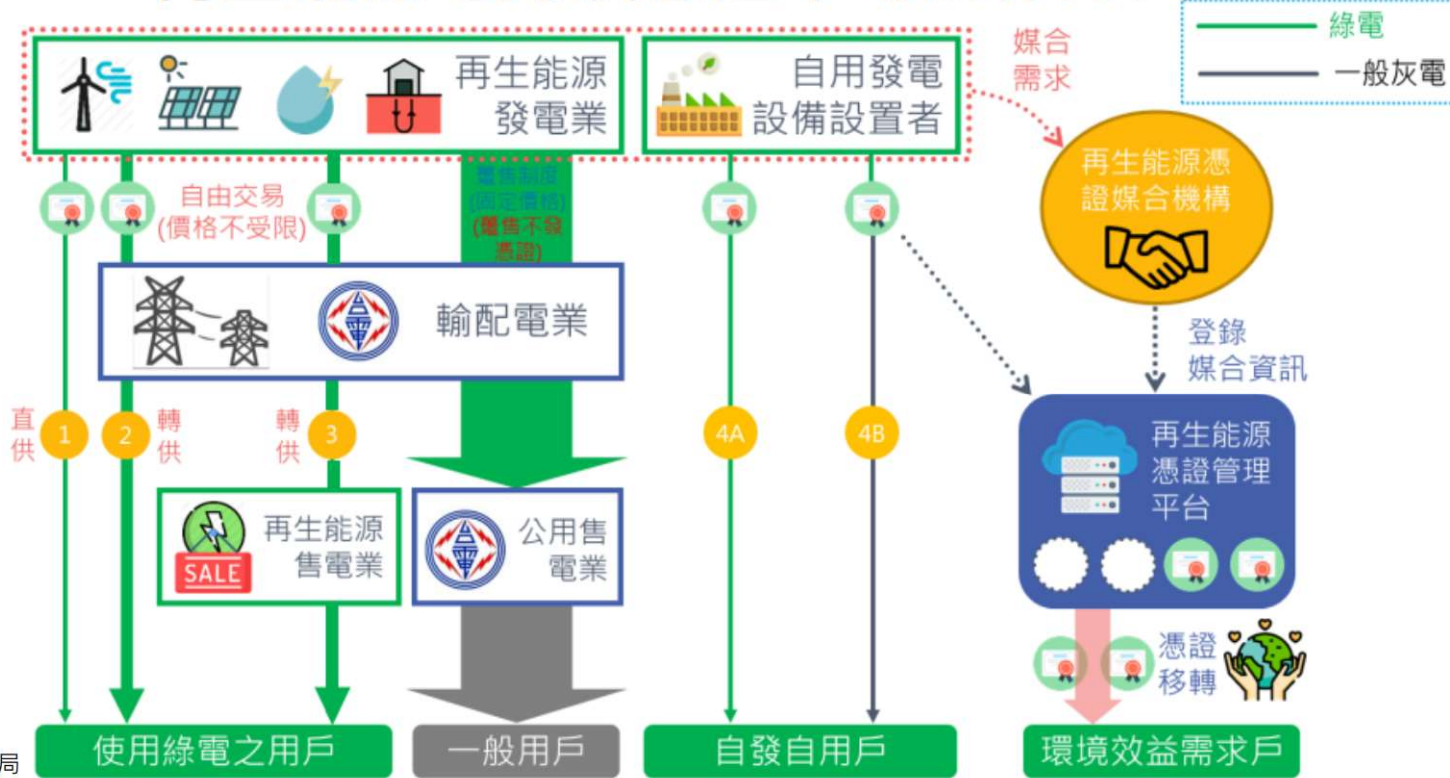 綠電
一般灰電
再生能源
發電業
自用發電
設備設置者
媒合
需求
再生能源憑
證媒合機構
自由交易
(價格不受限)
躉售制度
(固定價格)
(躉售不發
憑證)
輸配電業
登錄
媒合資訊
直
供
1
2
轉
供
轉
供
3
4A
4B
再生能源
憑證管理
平台
SALE
再生能源
售電業
公用售
電業
憑證
移轉
使用綠電之用戶
一般用戶
自發自用戶
環境效益需求戶
局